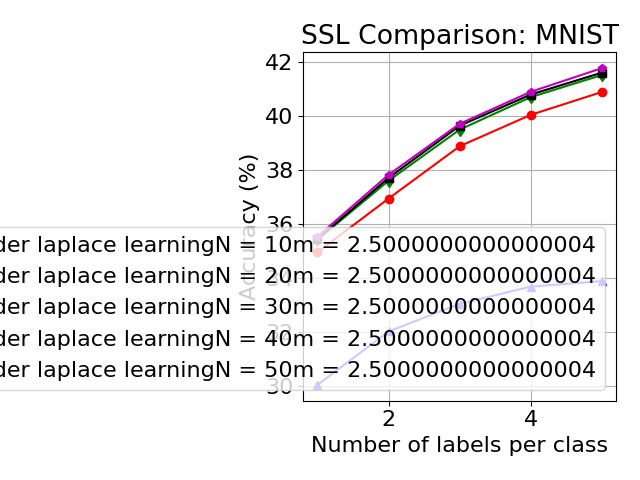 SSL Comparison: MNIST
42
40
38
36
34
32
30
Accuracy (%)
der laplace learningN = 10m = 2.5000000000000004
der laplace learningN = 20m = 2.5000000000000004
der laplace learningN = 30m = 2.5000000000000004
der laplace learningN = 40m = 2.5000000000000004
der laplace learningN = 50m = 2.5000000000000004
2 4
Number of labels per class